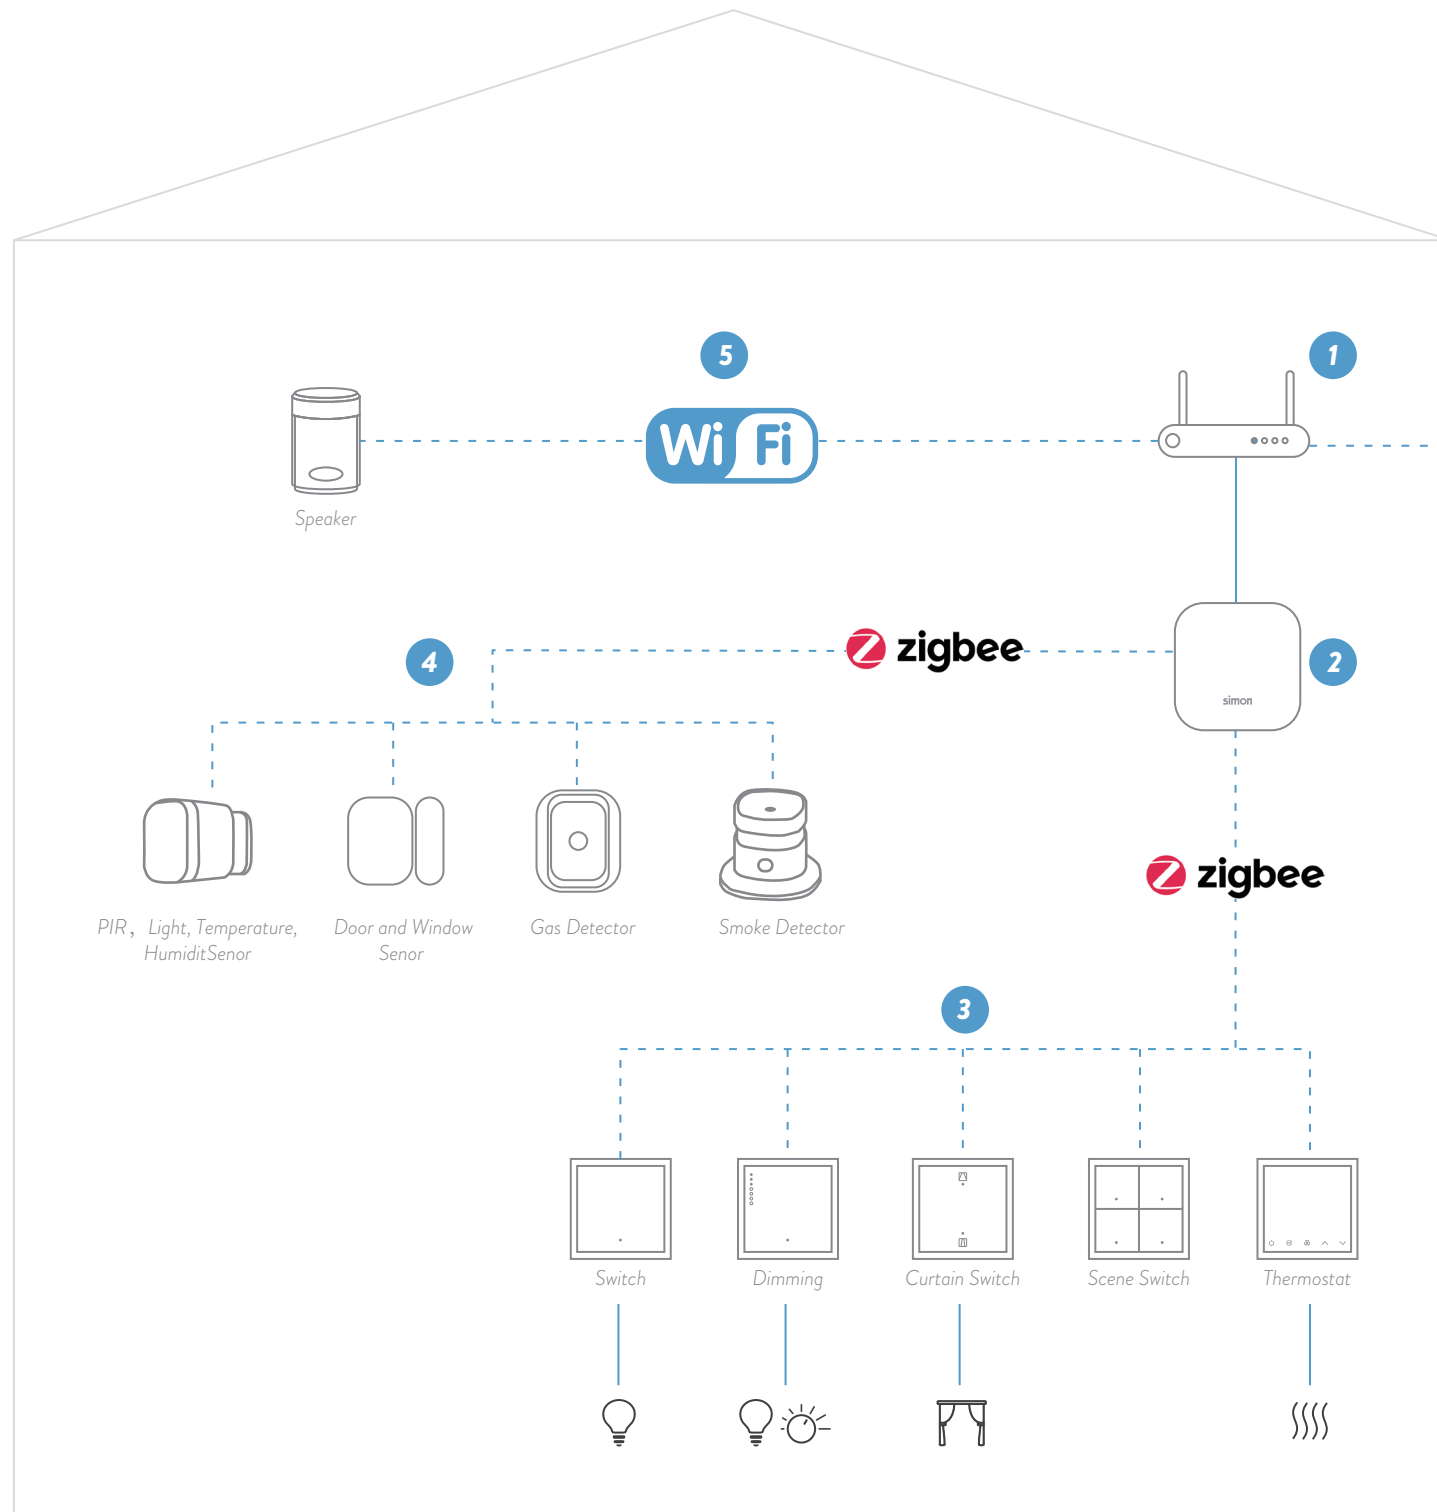 5
1
Wi Fi
Speaker
zigbee
4
2
simon
zigbee
PIR， Light, Temperature,
HumiditSenor
Door and Window
Senor
Gas Detector
Smoke Detector
3
Switch
Dimming
Curtain Switch
Scene Switch
Thermostat